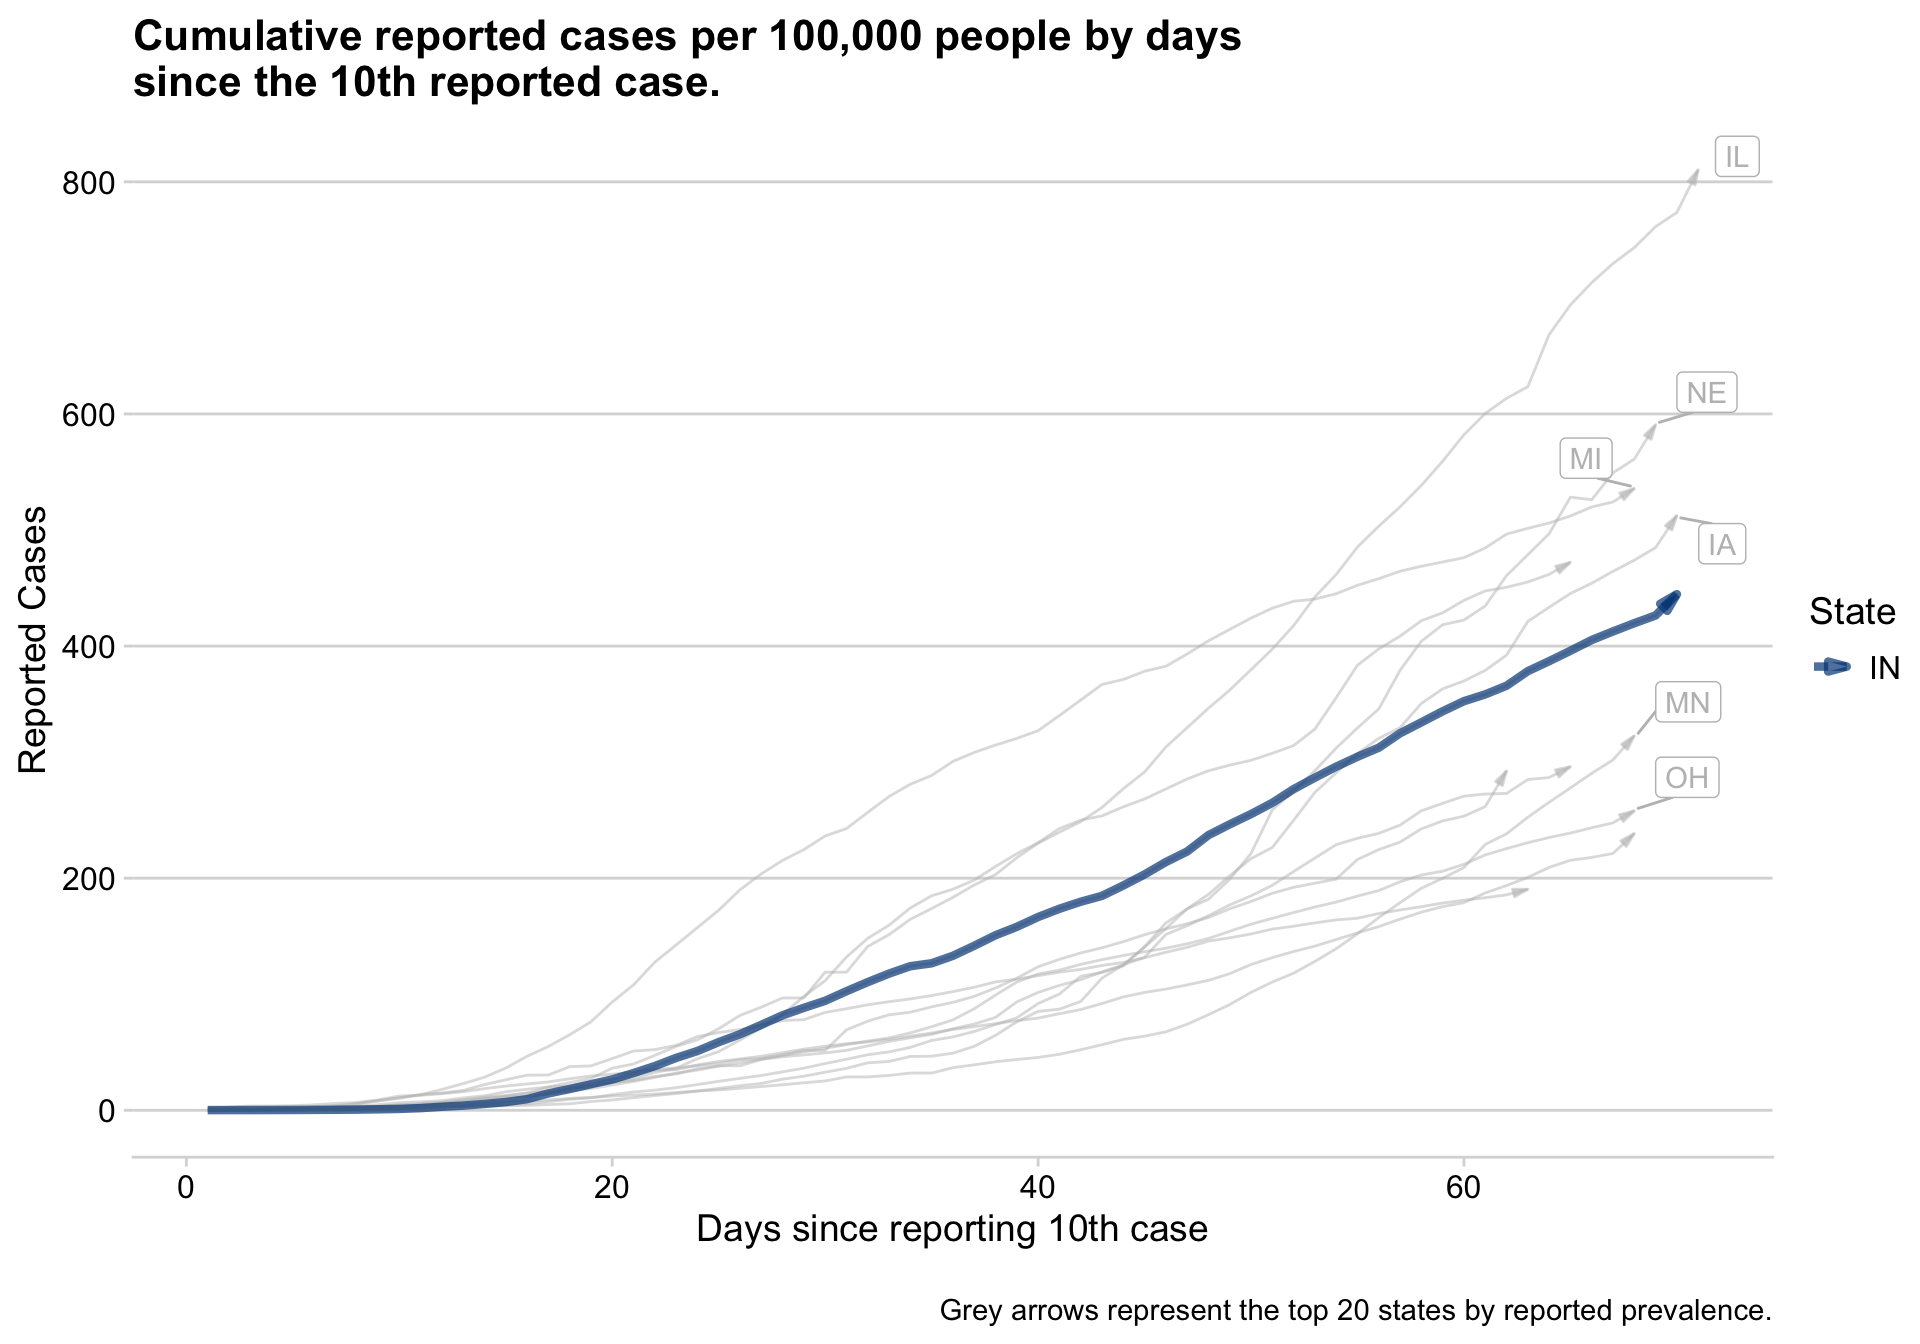 Cumulative reported cases per 100,000 people by days
since the 10th reported case.
IL
800
NE
600
MI
IA
Reported Cases
State
400
IN
MN
OH
200
0
0 20 40 60
Days since reporting 10th case
Grey arrows represent the top 20 states by reported prevalence.